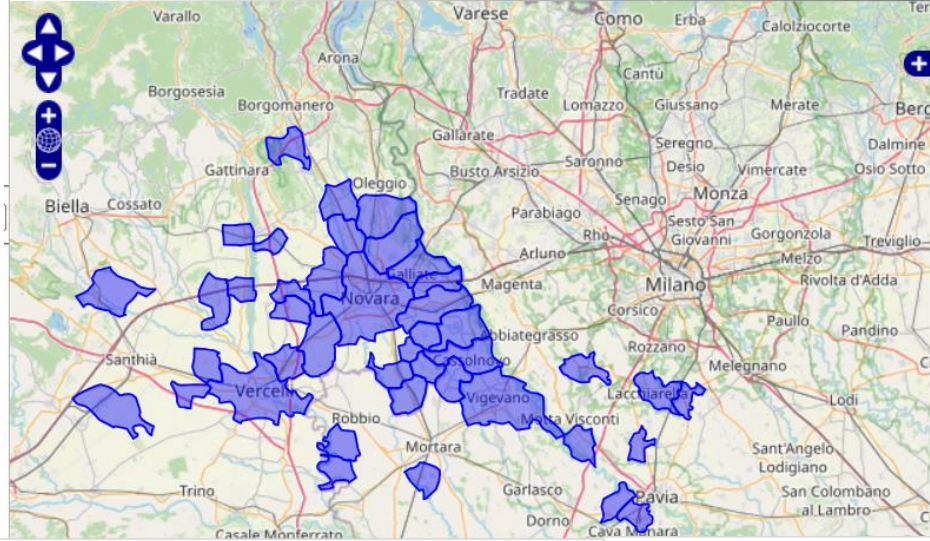 Varallo
Varese
Como
Erba
Calolziocorte
Arona
Cantù
Borgosesia
Borgomanero
Tradate
Lomazzo
Giussano
Merate
Berg
Gallarate
Seregno
Dalmine
Gattinara
Busto Arsizio
Saronno
Desio
Vimercate
Osio Sotto
Oleggio
Monza
Biella
Cossato
Senago
Parabiago
Sesto San
Giovanni
Rho
Gorgonzola
Treviglio
Arluno
Melzo
Galliate
Magenta
Milano
Rivolta d'Adda
Novara
Corsico
Paullo
Pandino
Abbiategrasso
Rozzano
Santhià
Cassolnovo
Melegnano
Vercelli
Vigevano
Lacchiarella
Lodi
Robbio
Motta Visconti
Mortara
Sant'Angelo
Lodigiano
Trino
Garlasco
Pavia
San Colombano
al Lambro
Dorno
Casale Monferrato
Cava Manara